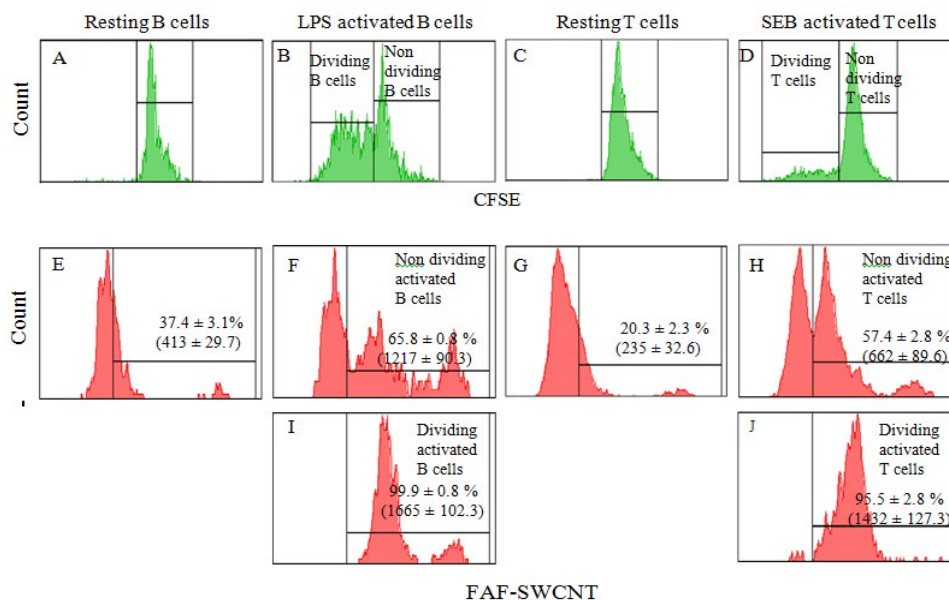 Resting B cells
LPS activated B cells
Resting T cells
SEB activated T cells
Count
A
B
Dividing
B cells
Non
dividing
B cells
C
D
Dividing
T cells
Non
dividing
T cells
CFSE
Count
E
37.4 ± 3.1%
(413 ± 29.7)
F
Non dividing
activated
B cells
65.8 ± 0.8 %
(1217 ± 90.3)
G
20.3 ± 2.3 %
(235 ± 32.6)
H
Non dividing
activated
T cells
57.4 ± 2.8 %
(662 ± 89.6)
I
Dividing
activated
B cells
99.9 ± 0.8 %
(1665 ± 102.3)
J
Dividing
activated
T cells
95.5 ± 2.8 %
(1432 ± 127.3)
FAF-SWCNT